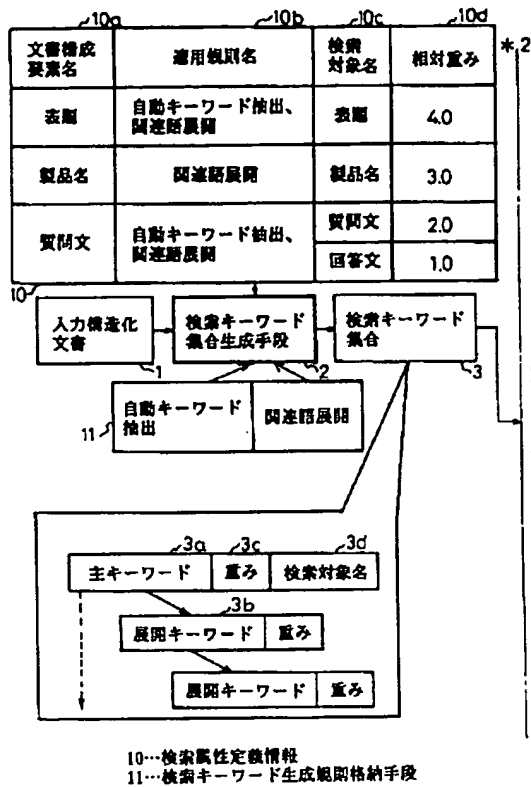 10a 10b 10c 10d
文書構成要素名 適用規則名 検索対象名 相対重み *2
表題 自動キーワード抽出、関連語展開 表題 4.0
製品名 関連語展開 製品名 3.0
質問文 自動キーワード抽出、関連語展開 質問文 2.0
回答文 1.0
10
入力構造化文書 検索キーワード集合生成手段 検索キーワード集合
1 2 3
11 自動キーワード抽出 関連語展開
3a 3c 3d
主キーワード 重み 検索対象名
3b
展開キーワード 重み
展開キーワード 重み
10…検索属性定義情報
11…検索キーワード生成規則格納手段